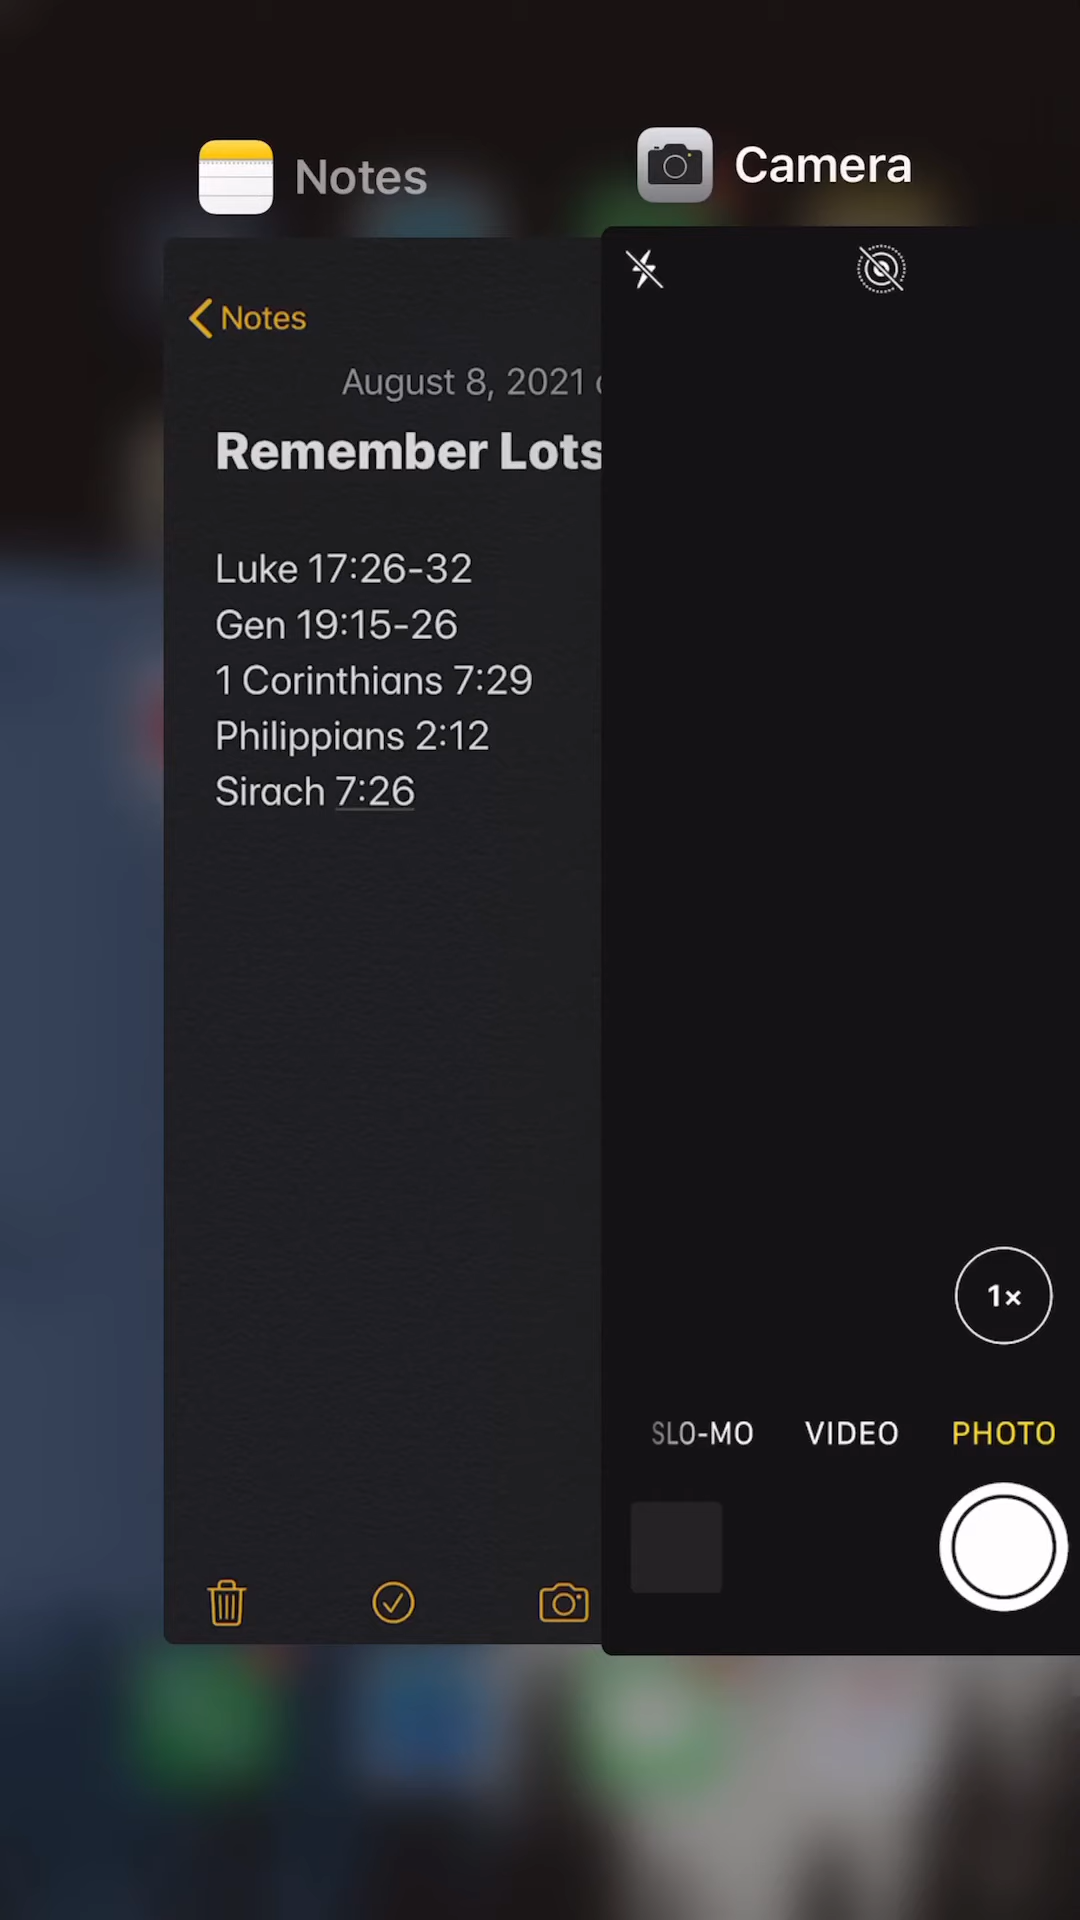 Notes
Camera
Notes
August 8, 2021
Remember Lots
Luke 17:26-32
Gen 19:15-26
1 Corinthians 7:29
Philippians 2:12
Sirach 7:26
1×
SLO-MO VIDEO PHOTO